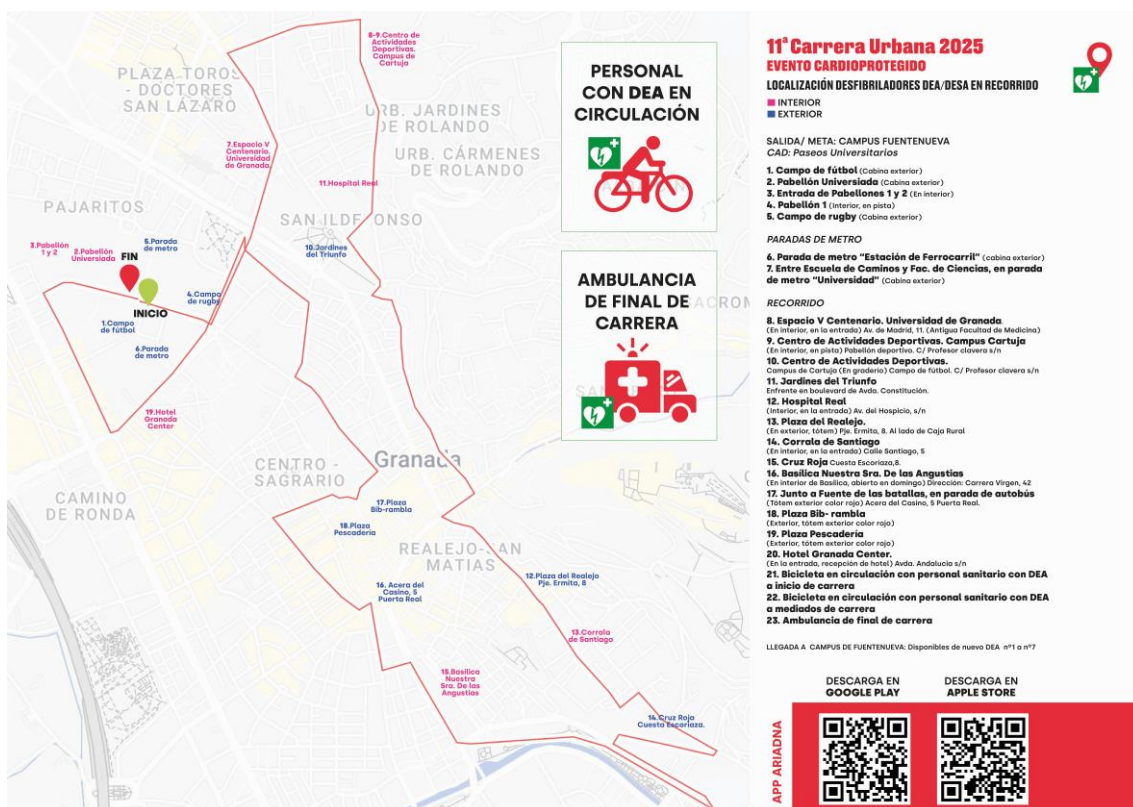 8-9.Centro de
Actividades
Deportivas.
Campus de
Cartuja
PLAZA TOROS
- DOCTORES
SAN LÁZARO
URB. JARDINES
DE ROLANDO
7.Espacio V
Centenario.
Universidad
de Granada.
URB. CÁRMENES
DE ROLANDO
11.Hospital Real
PAJARITOS
SAN ILDEFONSO
3.Pabellón
1 y 2
2.Pabellón
Universiada
5.Parada
de metro
10.Jardines
del Triunfo
FIN
4.Campo
de rugby
INICIO
1.Campo
de fútbol
6.Parada
de metro
19.Hotel
Granada
Center
CENTRO -
SAGRARIO
Granada
CAMINO
DE RONDA
17.Plaza
Bib-rambla
18.Plaza
Pescadería
REALEJO-SAN
MATIAS
16. Acera del
Casino, 5
Puerta Real
12.Plaza del Realejo
Pje. Ermita, 8
13.Corrala
de Santiago
15.Basílica
Nuestra
Sra. De las
Angustias
14.Cruz Roja
Cuesta Escoriaza.
PERSONAL
CON DEA EN
CIRCULACIÓN
AMBULANCIA
DE FINAL DE
CARRERA
11ª Carrera Urbana 2025
EVENTO CARDIOPROTEGIDO
LOCALIZACIÓN DESFIBRILADORES DEA/DESA EN RECORRIDO
INTERIOR
EXTERIOR
SALIDA/ META: CAMPUS FUENTENUEVA
CAD: Paseos Universitarios
1. Campo de fútbol (Cabina exterior)
2. Pabellón Universiada (Cabina exterior)
3. Entrada de Pabellones 1 y 2 (En interior)
4. Pabellón 1 (Interior, en pista)
5. Campo de rugby (Cabina exterior)
PARADAS DE METRO
6. Parada de metro "Estación de Ferrocarril" (cabina exterior)
7. Entre Escuela de Caminos y Fac. de Ciencias, en parada
de metro "Universidad" (Cabina exterior)
RECORRIDO
8. Espacio V Centenario. Universidad de Granada.
(En interior, en la entrada) Av. de Madrid, 11. (Antigua Facultad de Medicina)
9. Centro de Actividades Deportivas. Campus Cartuja
(En interior, en pista) Pabellón deportivo. C/ Profesor clavera s/n
10. Centro de Actividades Deportivas.
Campus de Cartuja (En graderio) Campo de fútbol. C/ Profesor clavera s/n
11. Jardines del Triunfo
Enfrente en boulevard de Avda. Constitución.
12. Hospital Real
(Interior, en la entrada) Av. del Hospicio, s/n
13. Plaza del Realejo.
(En exterior, tótem) Pje. Ermita, 8. Al lado de Caja Rural
14. Corrala de Santiago
(En interior, en la entrada) Calle Santiago, 5
15. Cruz Roja Cuesta Escoriaza,8.
16. Basílica Nuestra Sra. De las Angustias
(En interior de Basílica, abierto en domingo) Dirección: Carrera Virgen, 42
17. Junto a Fuente de las batallas, en parada de autobús
(Tótem exterior color rojo) Acera del Casino, 5 Puerta Real.
18. Plaza Bib- rambla
(Exterior, tótem exterior color rojo)
19. Plaza Pescadería
(Exterior, tótem exterior color rojo)
20. Hotel Granada Center.
(En la entrada, recepción de hotel) Avda. Andalucia s/n
21. Bicicleta en circulación con personal sanitario con DEA
a inicio de carrera
22. Bicicleta en circulación con personal sanitario con DEA
a mediados de carrera
23. Ambulancia de final de carrera
LLEGADA A CAMPUS DE FUENTENUEVA: Disponibles de nuevo DEA nº1 a nº7
DESCARGA EN
GOOGLE PLAY
DESCARGA EN
APPLE STORE
APP ARIADNA